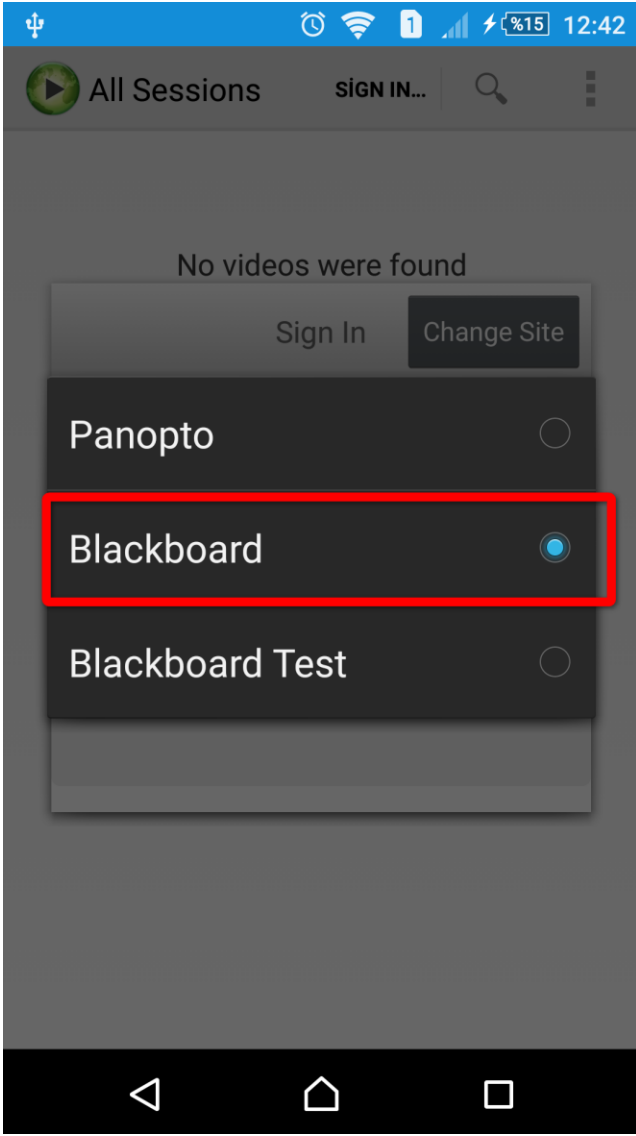 1 %15 12:42
All Sessions SİGN IN...
No videos were found
Sign In Change Site
Panopto
Blackboard
Blackboard Test